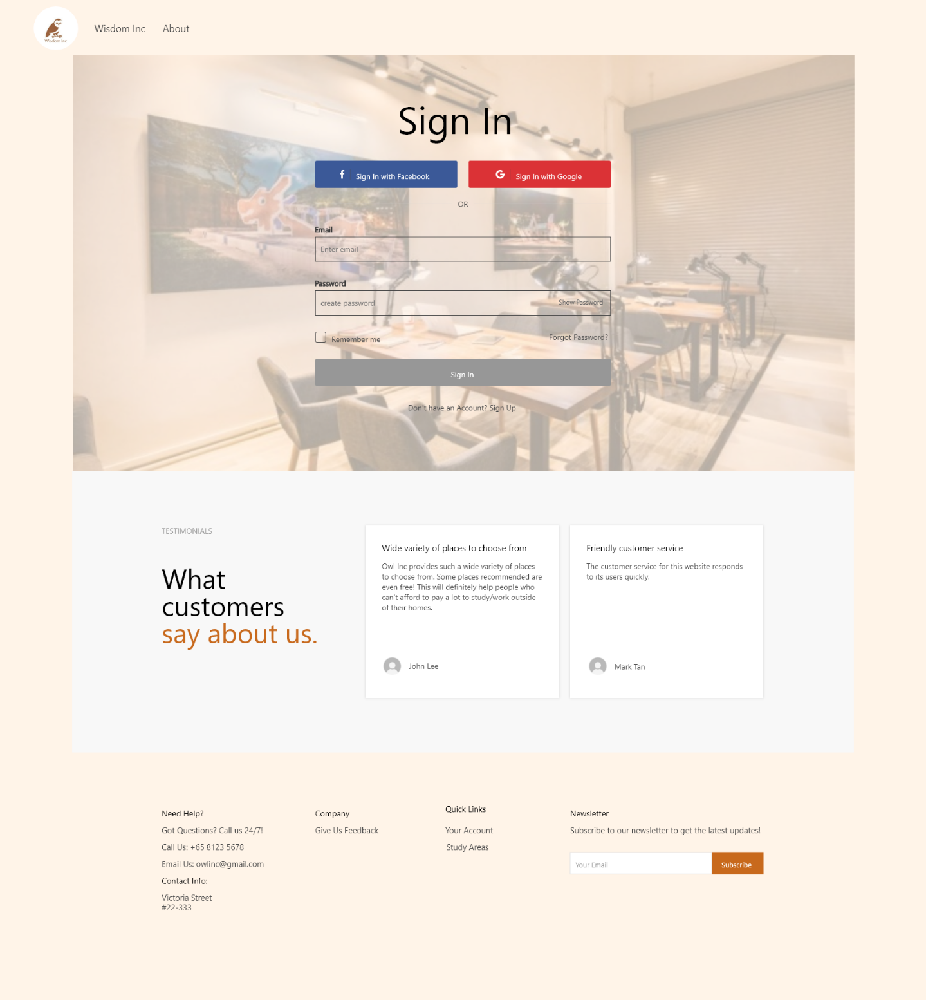 Wisdom Inc
Wisdom Inc
About
Sign In
f
Sign In with Facebook
G
Sign In with Google
OR
Email
Enter email
Password
create password
Show Password
Remember me
Forgot Password?
Sign In
Don't have an Account? Sign Up
TESTIMONIALS
What
customers
say about us.
Wide variety of places to choose from
Owl Inc provides such a wide variety of places
to choose from. Some places recommended are
even free! This will definitely help people who
can't afford to pay a lot to study/work outside
of their homes.
John Lee
Friendly customer service
The customer service for this website responds
to its users quickly.
Mark Tan
Need Help?
Got Questions? Call us 24/7!
Call Us: +65 8123 5678
Email Us: owlinc@gmail.com
Contact Info:
Victoria Street
#22-333
Company
Give Us Feedback
Quick Links
Your Account
Study Areas
Newsletter
Subscribe to our newsletter to get the latest updates!
Your Email
Subscribe